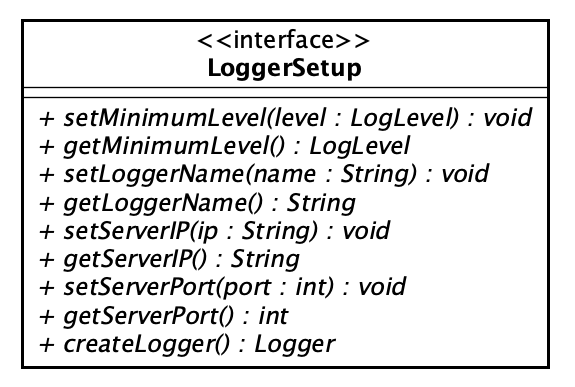 <<interface>>
LoggerSetup
+ setMinimumLevel(level : LogLevel) : void
+ getMinimumLevel() : LogLevel
+ setLoggerName(name : String) : void
+ getLoggerName() : String
+ setServerIP(ip : String) : void
+ getServerIP() : String
+ setServerPort(port : int) : void
+ getServerPort() : int
+ createLogger() : Logger